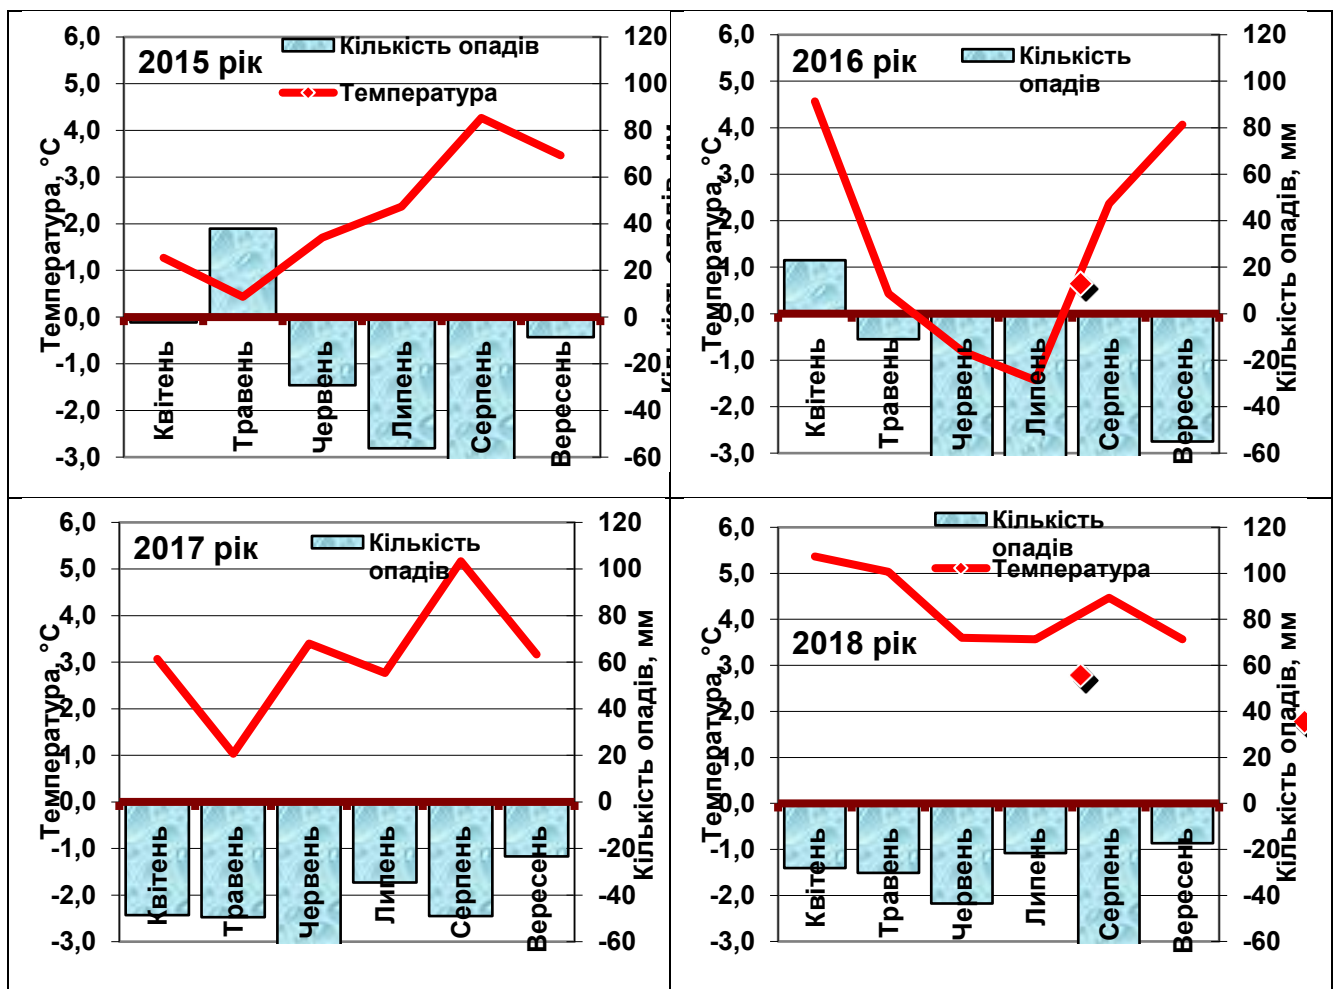 6,0
5,0
4,0
3,0
2,0
1,0
0,0
-1,0
-2,0
-3,0
Температура, °C
2015 рік
Кількість опадів
Температура
Квітень
Травень
Червень
Липень
Серпень
Вересень
120
100
80
60
40
20
0
-20
-40
-60
Кількість опадів, мм
6,0
5,0
4,0
3,0
2,0
1,0
0,0
-1,0
-2,0
-3,0
Температура, °C
2016 рік
Кількість
опадів
Квітень
Травень
Червень
Липень
Серпень
Вересень
120
100
80
60
40
20
0
-20
-40
-60
Кількість опадів, мм
6,0
5,0
4,0
3,0
2,0
1,0
0,0
-1,0
-2,0
-3,0
Температура, °C
2017 рік
Кількість
опадів
Квітень
Травень
Червень
Липень
Серпень
Вересень
120
100
80
60
40
20
0
-20
-40
-60
Кількість опадів, мм
6,0
5,0
4,0
3,0
2,0
1,0
0,0
-1,0
-2,0
-3,0
Температура, °C
2018 рік
Кількість
опадів
Температура
Квітень
Травень
Червень
Липень
Серпень
Вересень
120
100
80
60
40
20
0
-20
-40
-60
Кількість опадів, мм